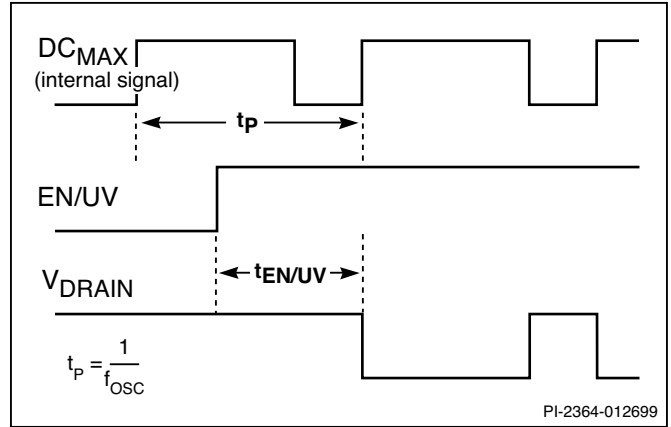 DCMAX
(internal signal)
tP
EN/UV
tEN/UV
VDRAIN
tP = 1/fOSC
PI-2364-012699